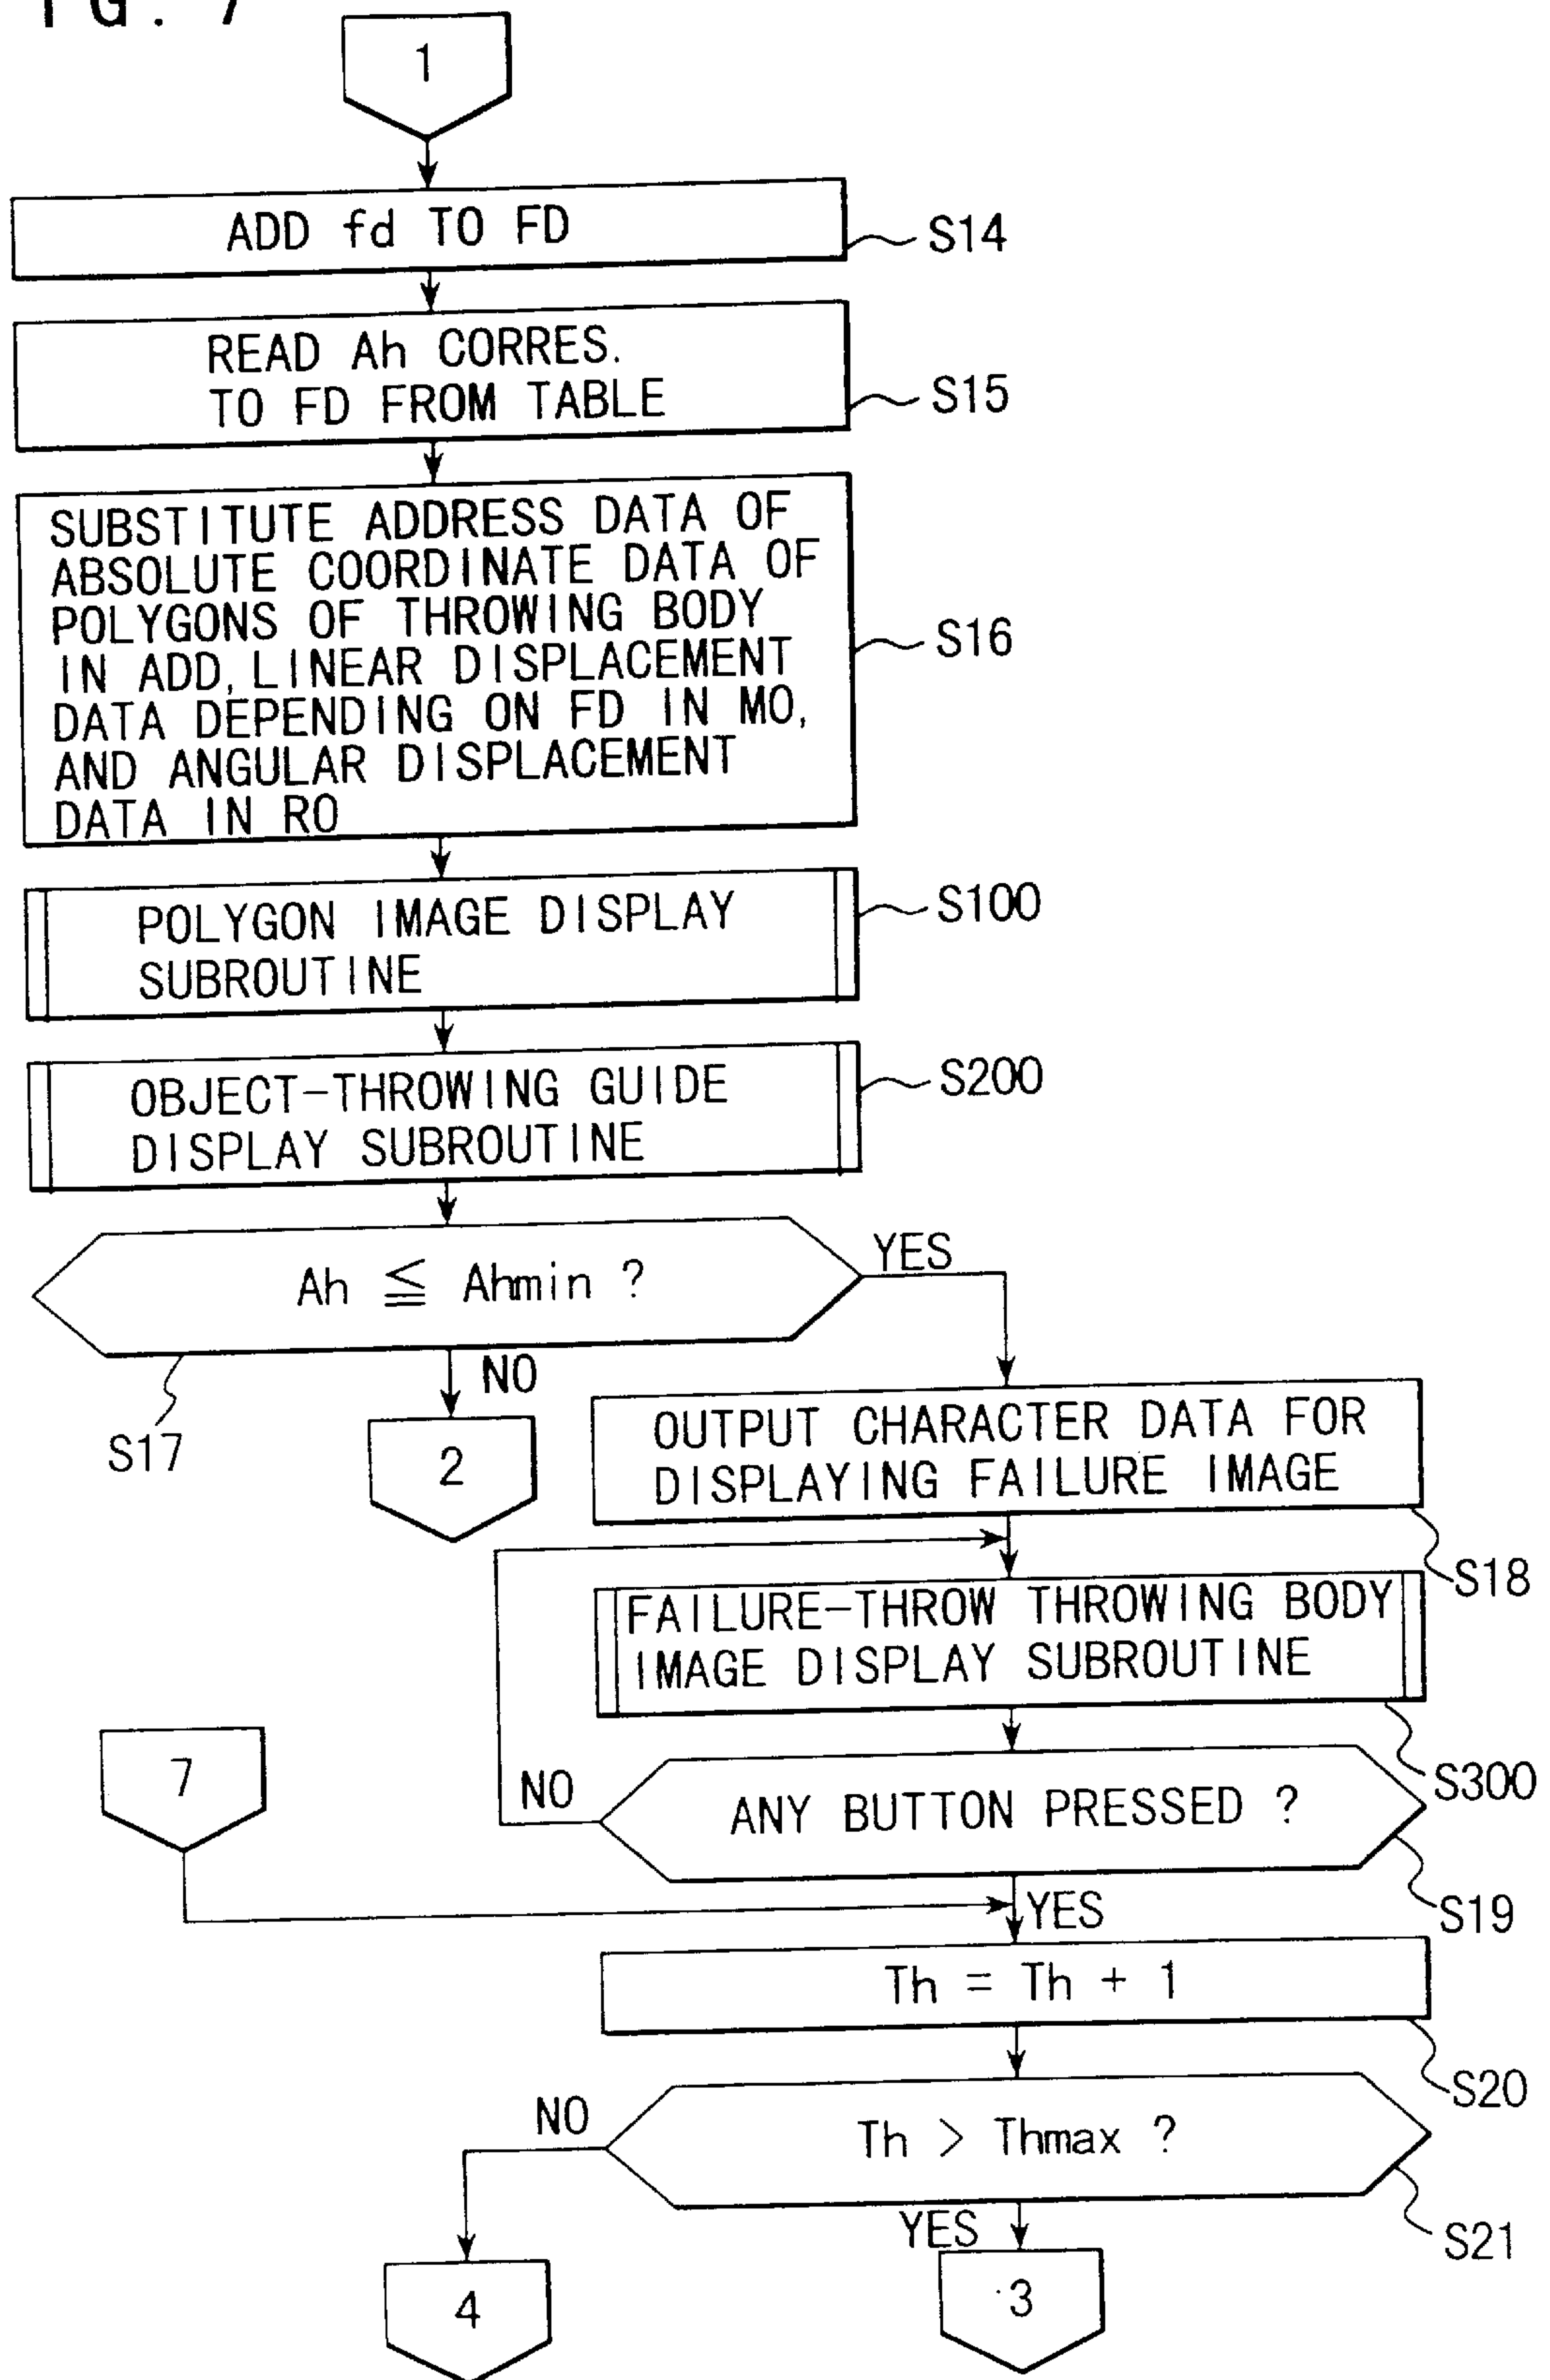 IG. 7
1
ADD fd TO FD
S14
READ Ah CORRES.
TO FD FROM TABLE
S15
SUBSTITUTE ADDRESS DATA OF
ABSOLUTE COORDINATE DATA OF
POLYGONS OF THROWING BODY
IN ADD, LINEAR DISPLACEMENT
DATA DEPENDING ON FD IN MO,
AND ANGULAR DISPLACEMENT
DATA IN RO
S16
POLYGON IMAGE DISPLAY
SUBROUTINE
S100
OBJECT-THROWING GUIDE
DISPLAY SUBROUTINE
S200
Ah ≦ Ahmin ?
YES
NO
S17
2
OUTPUT CHARACTER DATA FOR
DISPLAYING FAILURE IMAGE
S18
FAILURE-THROW THROWING BODY
IMAGE DISPLAY SUBROUTINE
S300
7
NO
ANY BUTTON PRESSED ?
S19
YES
Th = Th + 1
S20
NO
Th > Thmax ?
S21
YES
4
3